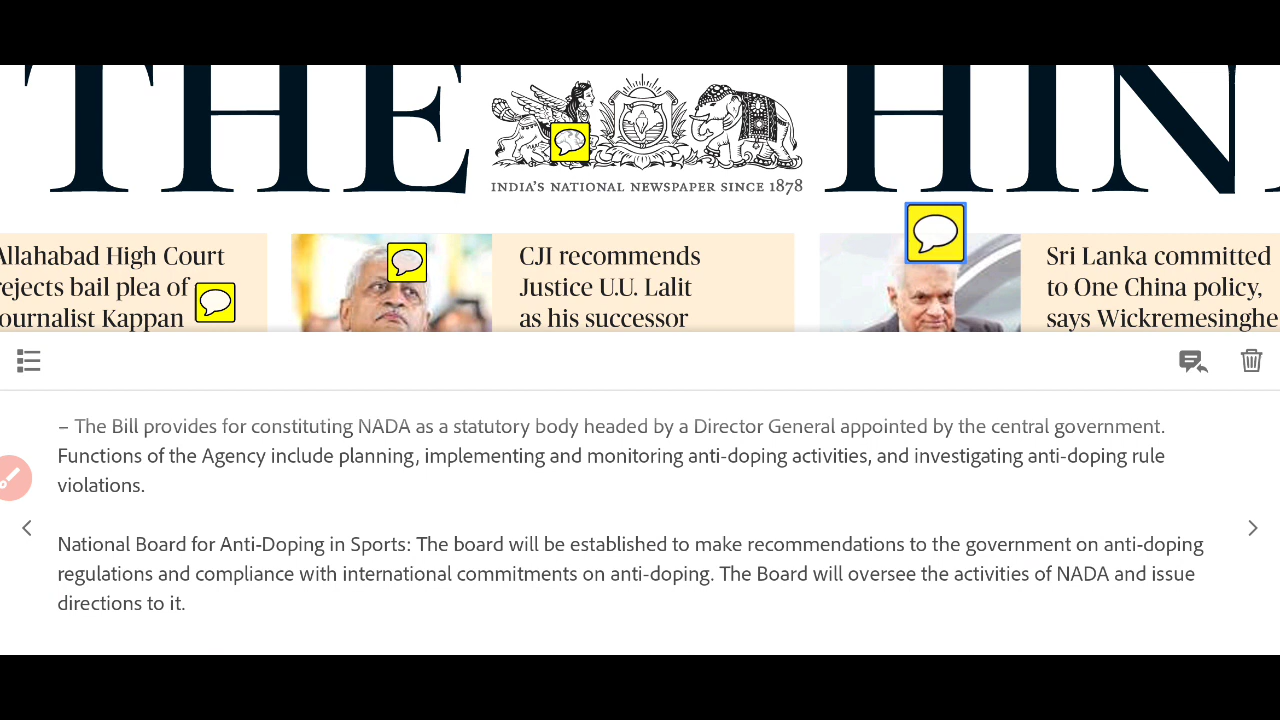 THE HIN
INDIA'S NATIONAL NEWSPAPER SINCE 1878
Allahabad High Court
rejects bail plea of
journalist Kappan
CJI recommends
Justice U.U. Lalit
as his successor
Sri Lanka committed
to One China policy,
says Wickremesinghe
– The Bill provides for constituting NADA as a statutory body headed by a Director General appointed by the central government.
Functions of the Agency include planning, implementing and monitoring anti-doping activities, and investigating anti-doping rule
violations.
National Board for Anti-Doping in Sports: The board will be established to make recommendations to the government on anti-doping
regulations and compliance with international commitments on anti-doping. The Board will oversee the activities of NADA and issue
directions to it.